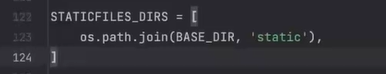 122 STATICFILES_DIRS = [
123     os.path.join(BASE_DIR, 'static'),
124 ]